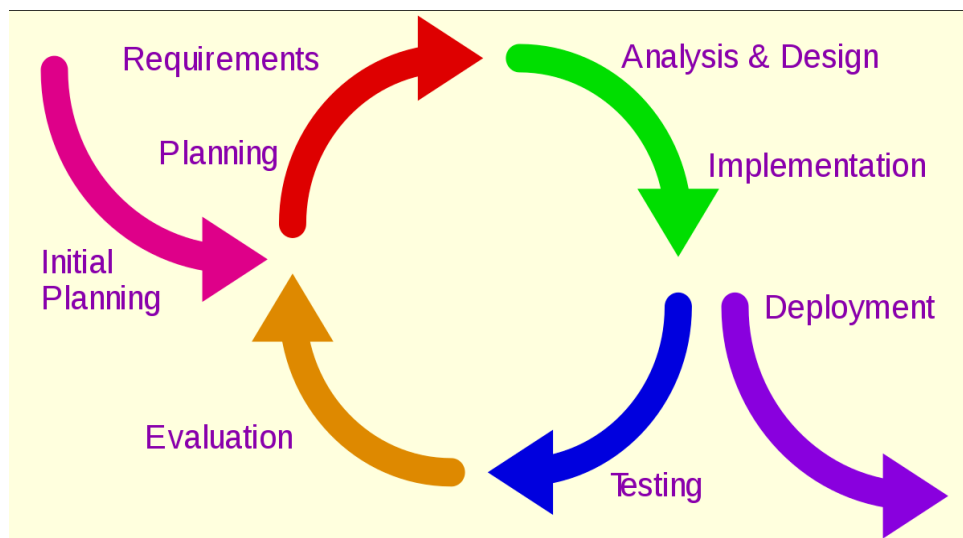 Requirements
Analysis & Design
Planning
Implementation
Initial
Planning
Deployment
Evaluation
Testing